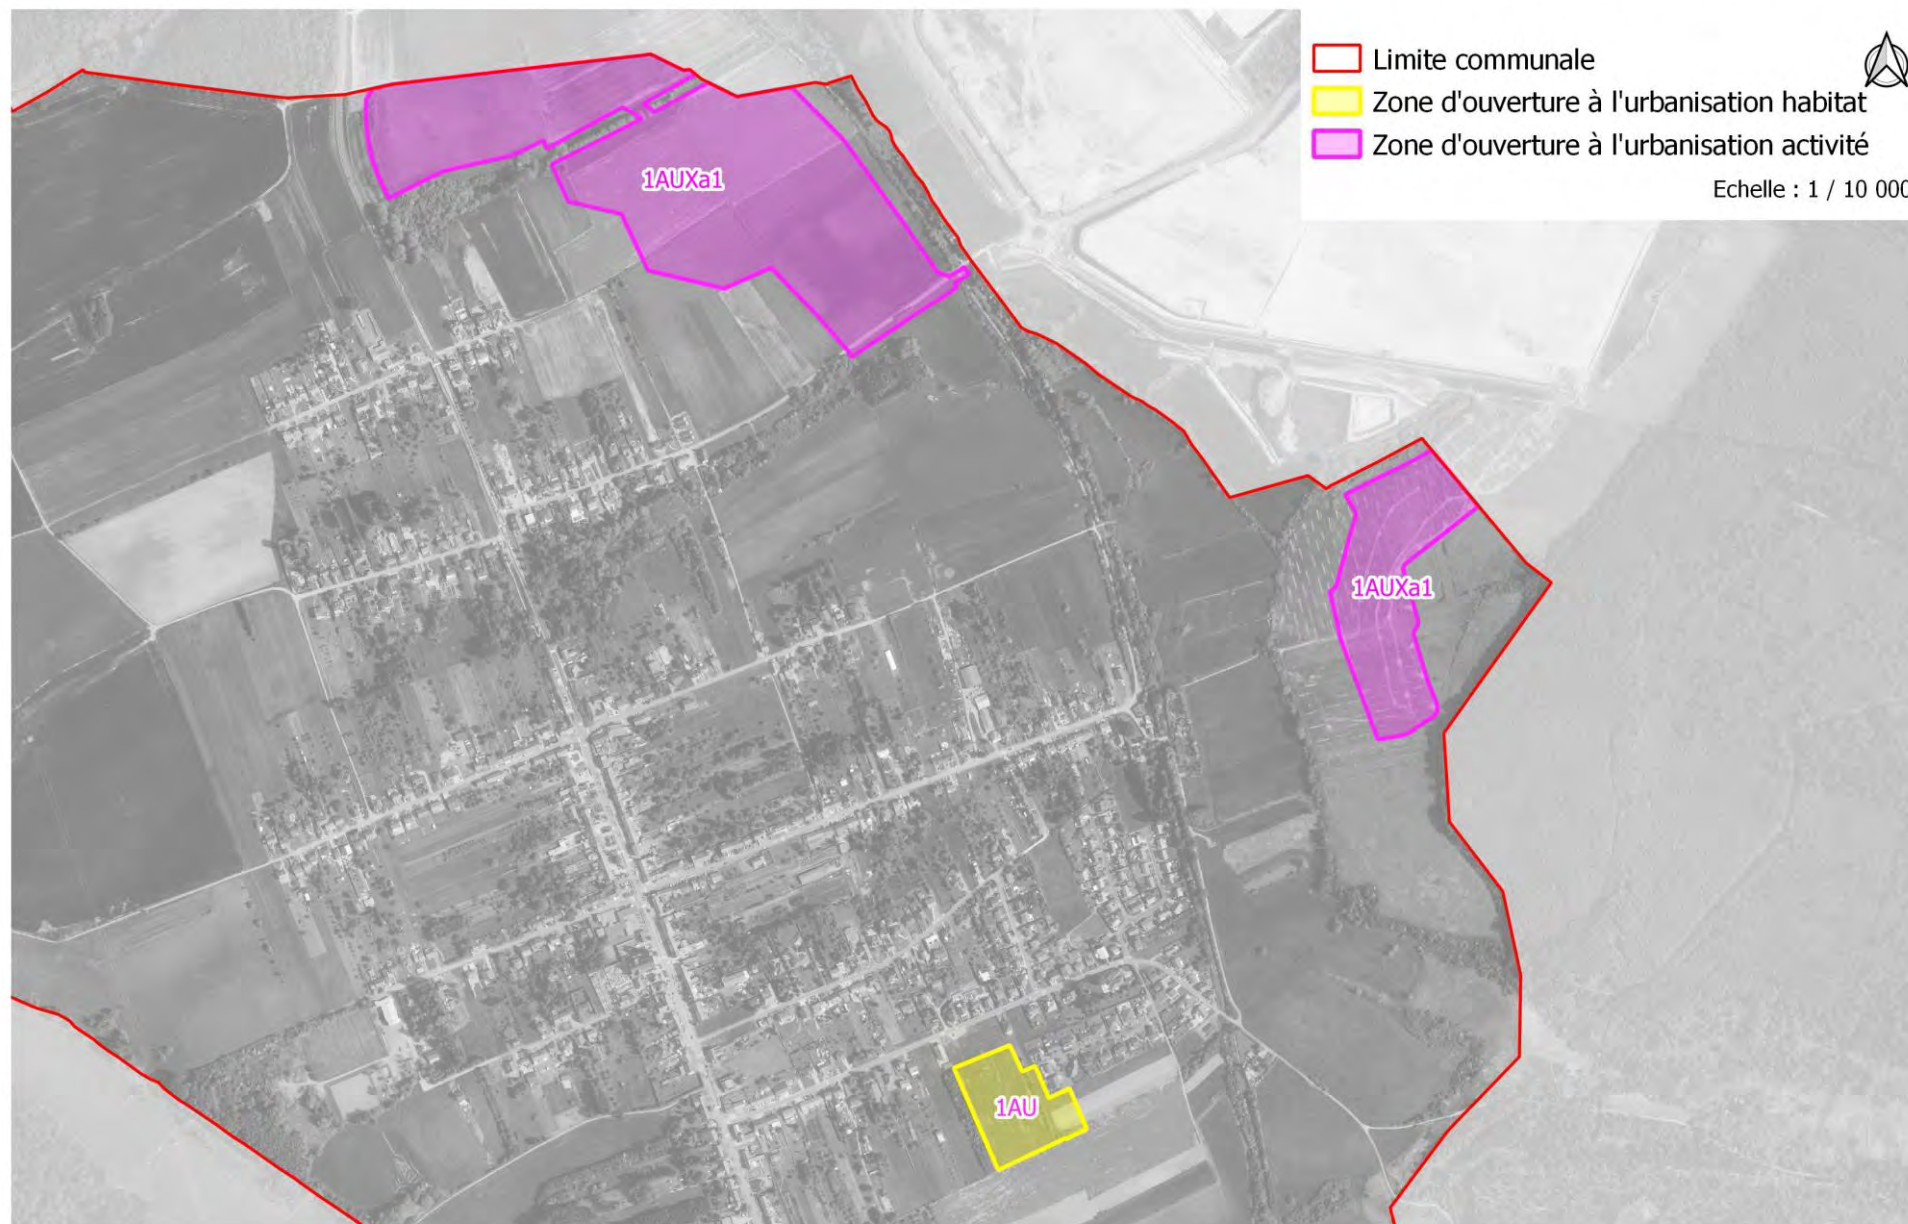 Limite communale
Zone d'ouverture à l'urbanisation habitat
Zone d'ouverture à l'urbanisation activité
Echelle : 1 / 10 000
1AUXa1
1AUXa1
1AU